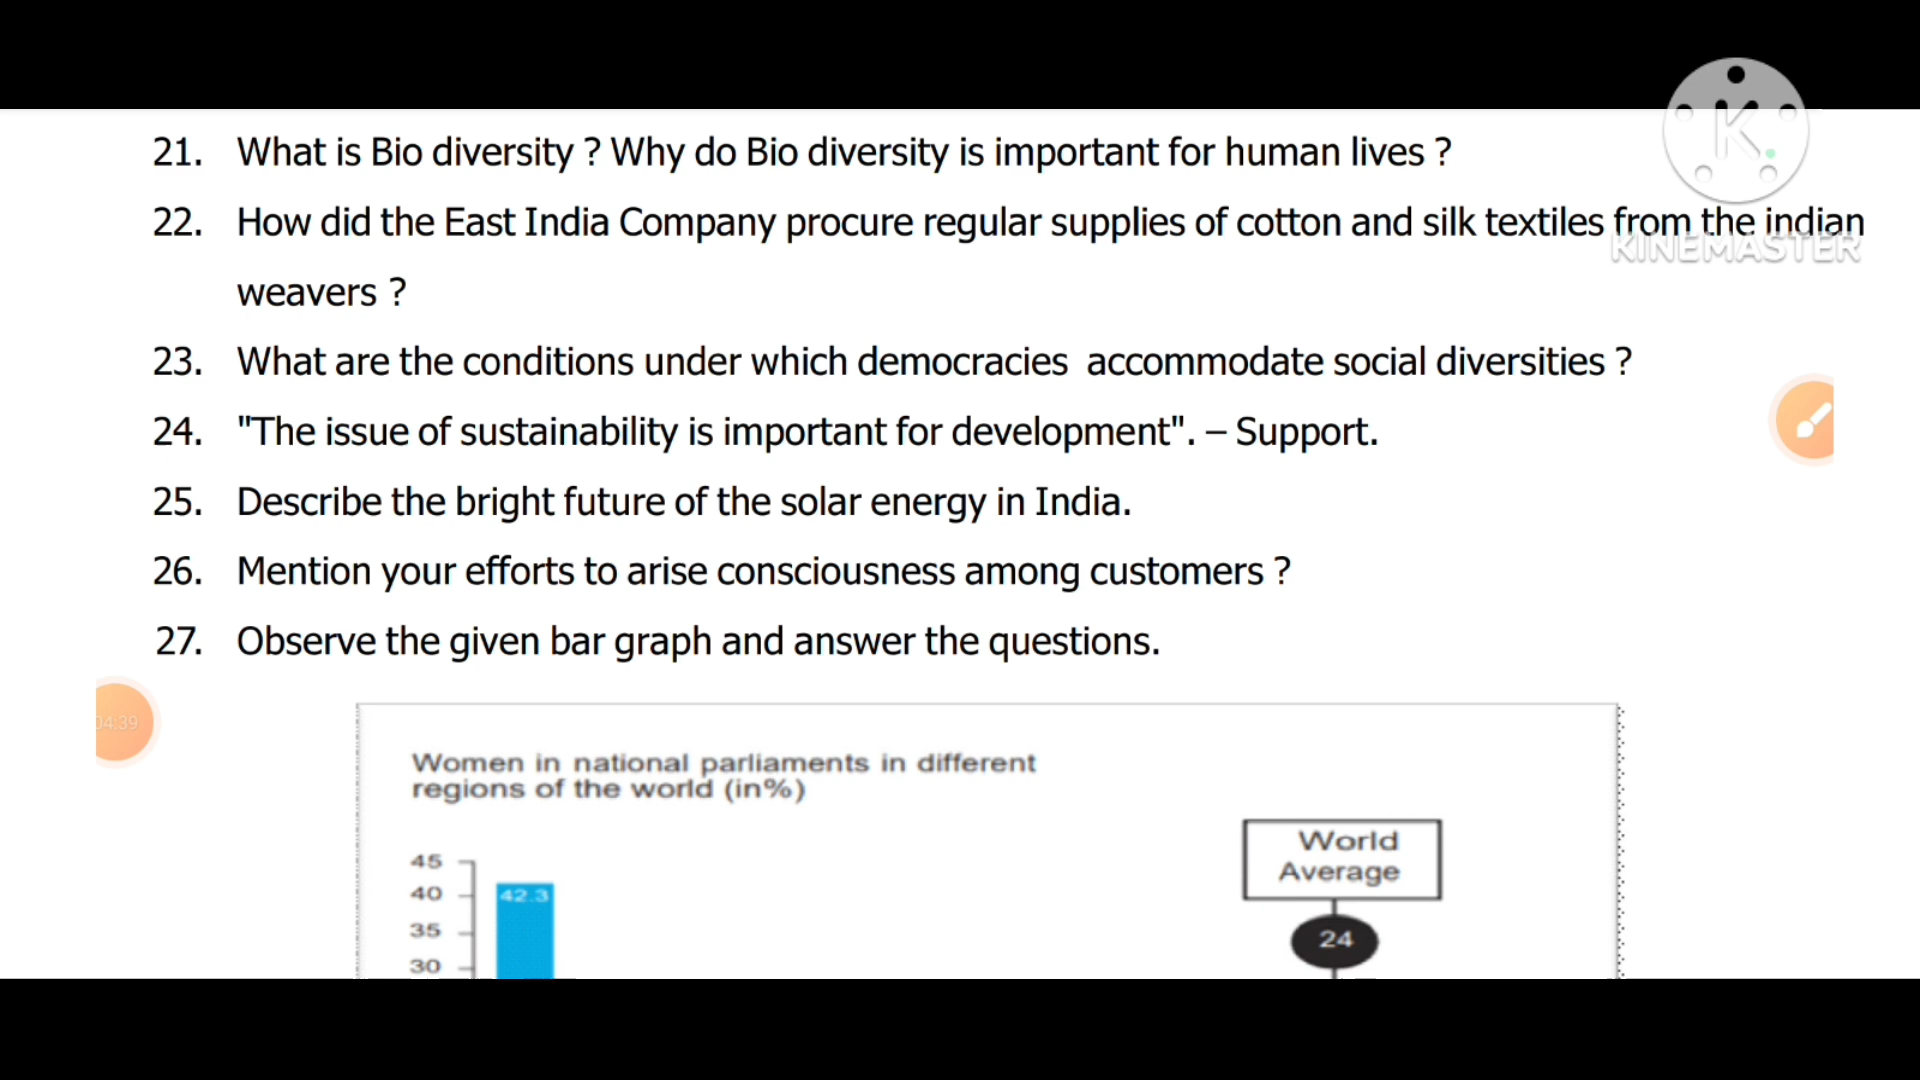 21. What is Bio diversity ? Why do Bio diversity is important for human lives ?
22. How did the East India Company procure regular supplies of cotton and silk textiles from the indian
weavers ?
KINEMASTER
23. What are the conditions under which democracies accommodate social diversities ?
24. "The issue of sustainability is important for development". – Support.
25. Describe the bright future of the solar energy in India.
26. Mention your efforts to arise consciousness among customers ?
27. Observe the given bar graph and answer the questions.
04:39
Women in national parliaments in different
regions of the world (in%)
World
Average
45
40
42.3
35
24
30